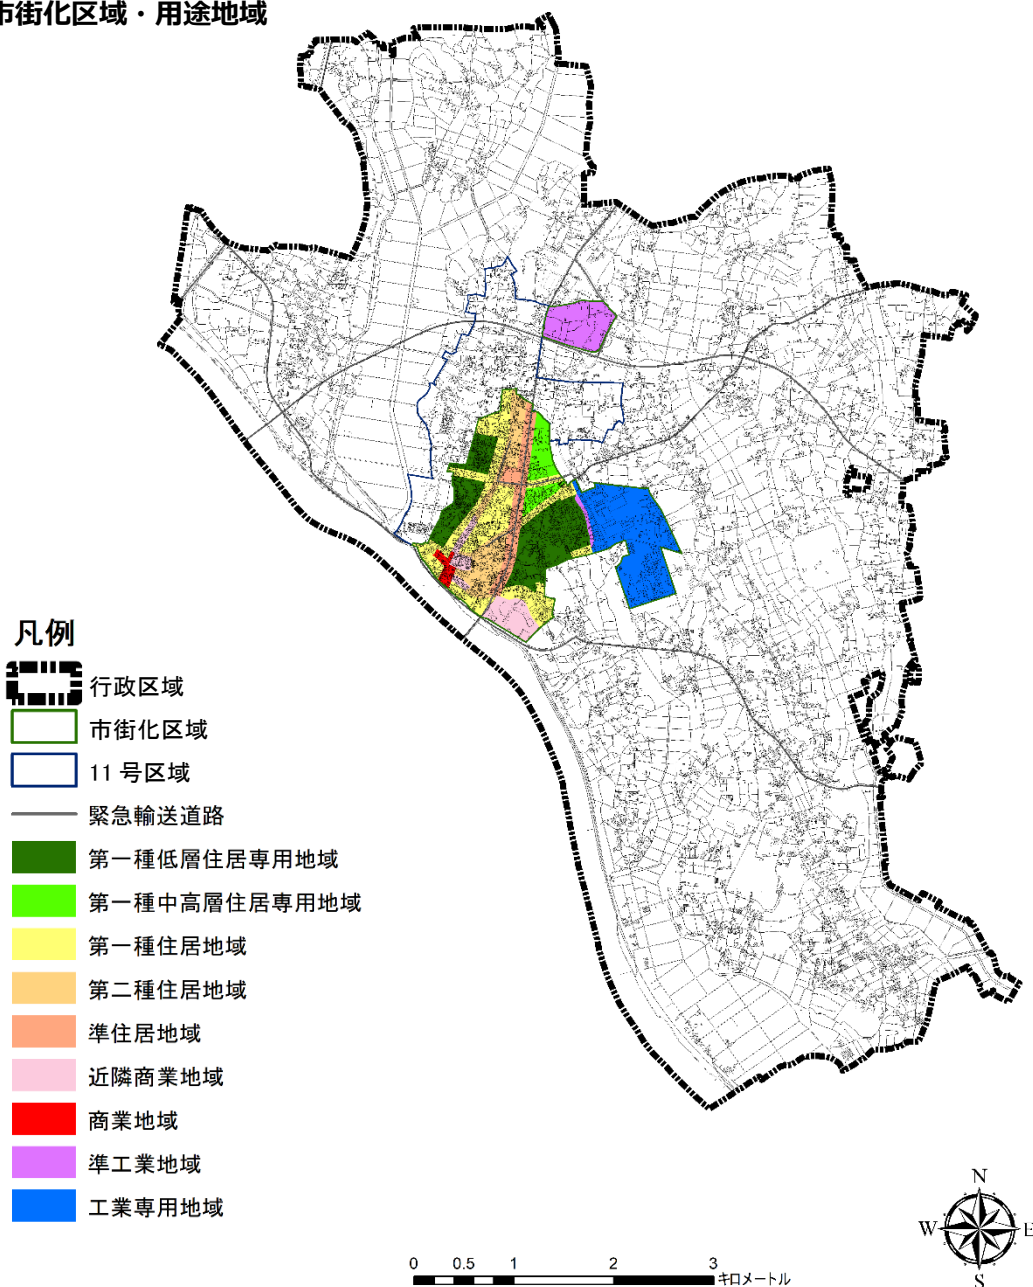 市街化区域・用途地域
凡例
行政区域
市街化区域
11号区域
緊急輸送道路
第一種低層住居専用地域
第一種中高層住居専用地域
第一種住居地域
第二種住居地域
準住居地域
近隣商業地域
商業地域
準工業地域
工業専用地域
N
W E
S
0 0.5 1 2 3
キロメートル